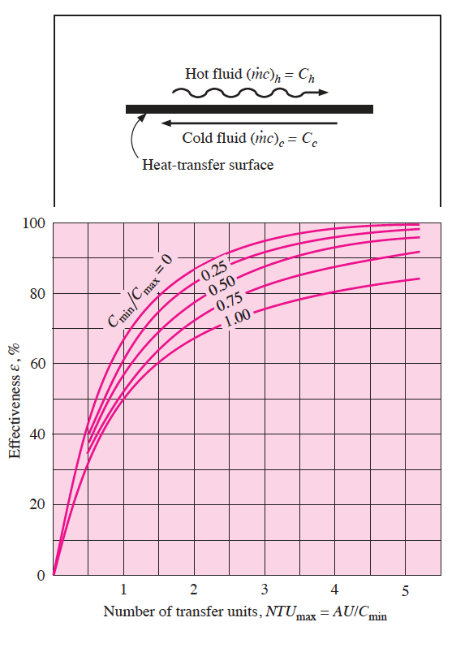 Hot fluid (ṁc)h = Ch
Cold fluid (ṁc)c = Cc
Heat-transfer surface
100
80
60
40
20
0
Effectiveness ε, %
Cmin/Cmax = 0
0.25
0.50
0.75
1.00
1
2
3
4
5
Number of transfer units, NTUmax = AU/Cmin